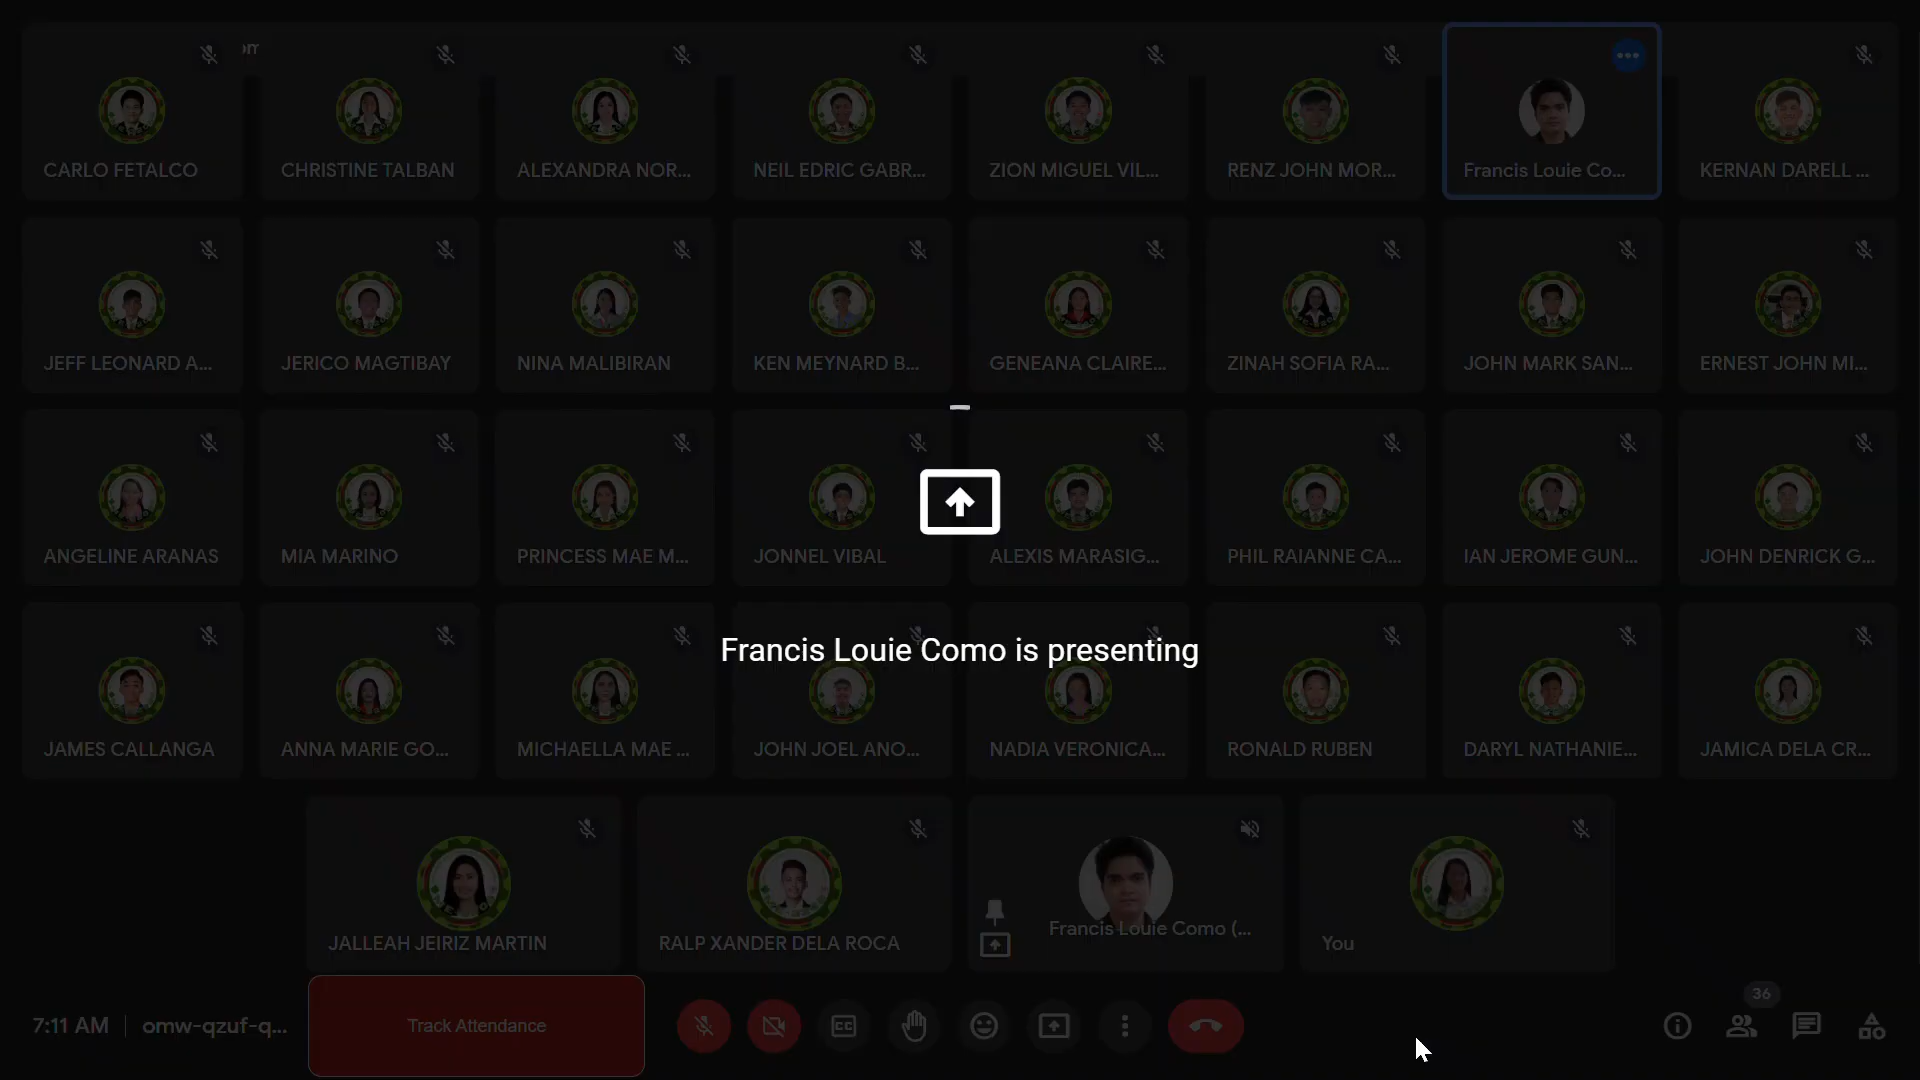 om
CARLO FETALCO
CHRISTINE TALBAN
ALEXANDRA NOR...
NEIL EDRIC GABR...
ZION MIGUEL VIL...
RENZ JOHN MOR...
Francis Louie Co...
KERNAN DARELL ...
JEFF LEONARD A...
JERICO MAGTIBAY
NINA MALIBIRAN
KEN MEYNARD B...
GENEANA CLAIRE...
ZINAH SOFIA RA...
JOHN MARK SAN...
ERNEST JOHN MI...
ANGELINE ARANAS
MIA MARINO
PRINCESS MAE M...
JONNEL VIBAL
ALEXIS MARASIG...
PHIL RAIANNE CA...
IAN JEROME GUN...
JOHN DENRICK G...
Francis Louie Como is presenting
JAMES CALLANGA
ANNA MARIE GO...
MICHAELLA MAE ...
JOHN JOEL ANO...
NADIA VERONICA...
RONALD RUBEN
DARYL NATHANIE...
JAMICA DELA CR...
JALLEAH JEIRIZ MARTIN
RALP XANDER DELA ROCA
Francis Louie Como (...
You
7:11 AM | omw-qzuf-q...
Track Attendance
CC
36